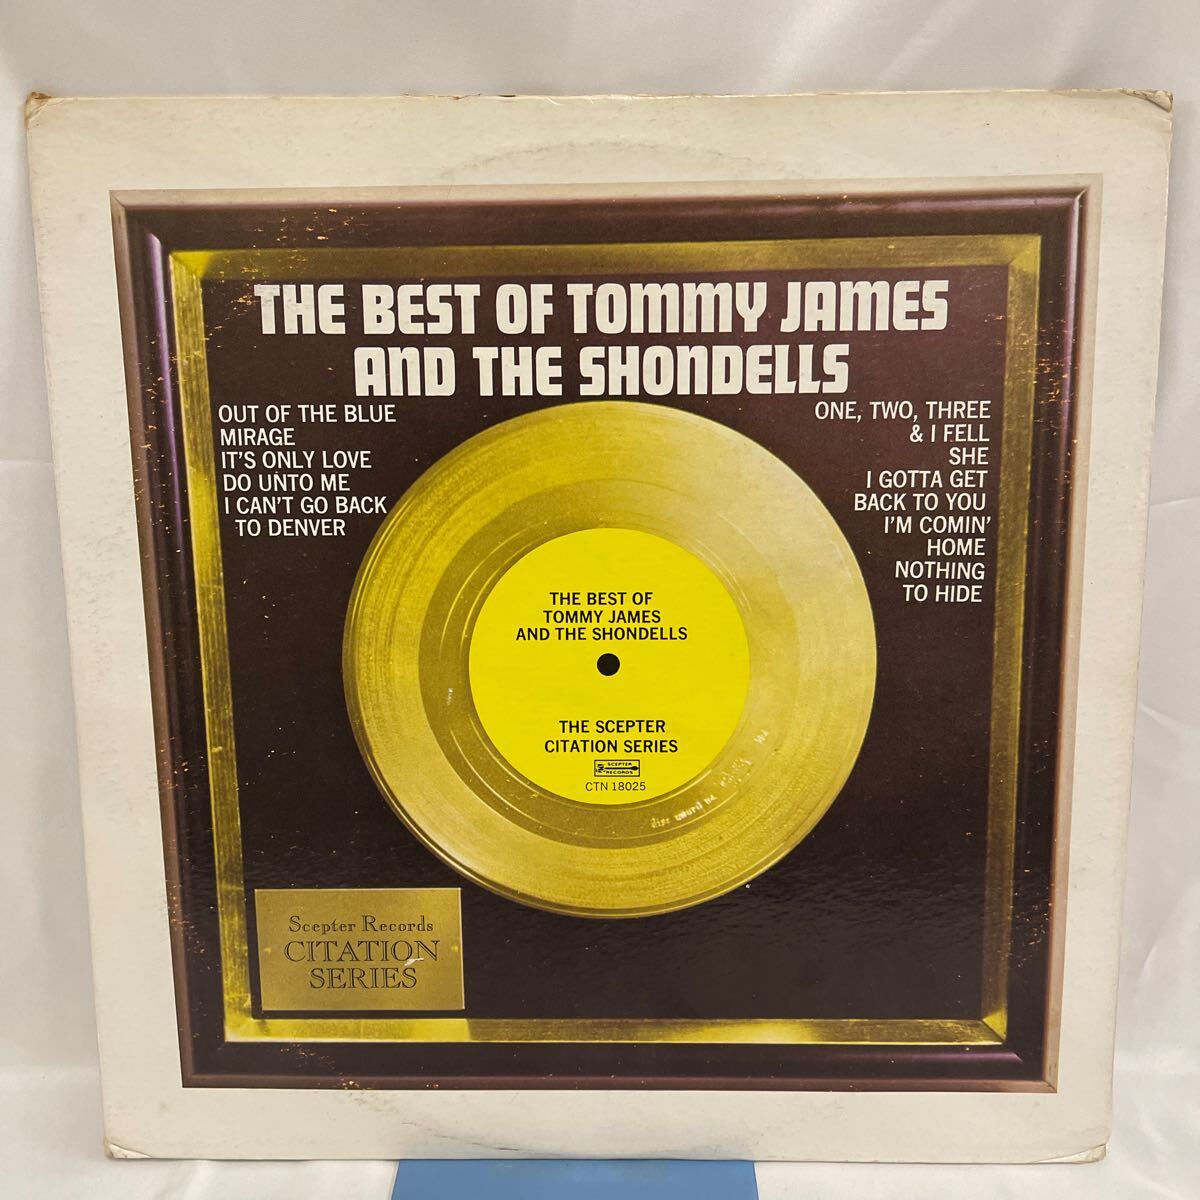 THE BEST OF TOMMY JAMES
AND THE SHONDELLS
OUT OF THE BLUE
MIRAGE
IT'S ONLY LOVE
DO UNTO ME
I CAN'T GO BACK
TO DENVER
ONE, TWO, THREE
& I FELL
SHE
I GOTTA GET
BACK TO YOU
I'M COMIN'
HOME
NOTHING
TO HIDE
THE BEST OF
TOMMY JAMES
AND THE SHONDELLS
THE SCEPTER
CITATION SERIES
SCEPTER
RECORDS
CTN 18025
Scepter Records
CITATION
SERIES